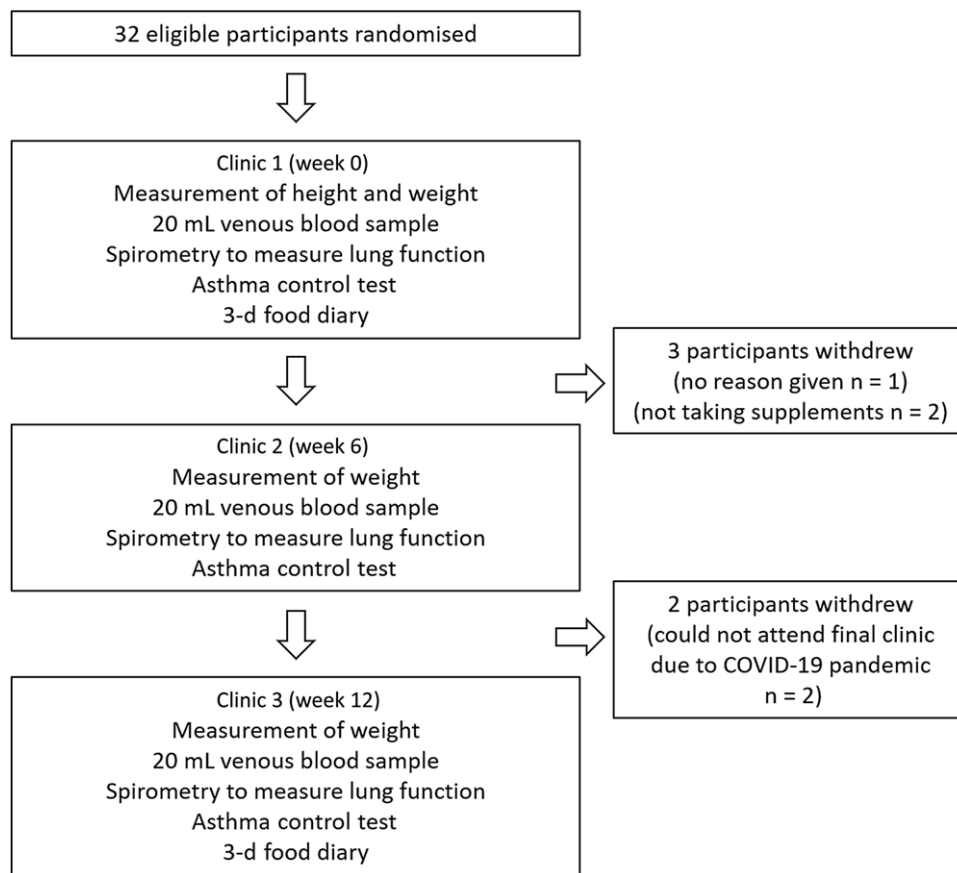 32 eligible participants randomised
Clinic 1 (week 0)
Measurement of height and weight
20 mL venous blood sample
Spirometry to measure lung function
Asthma control test
3-d food diary
3 participants withdrew
(no reason given n = 1)
(not taking supplements n = 2)
Clinic 2 (week 6)
Measurement of weight
20 mL venous blood sample
Spirometry to measure lung function
Asthma control test
2 participants withdrew
(could not attend final clinic
due to COVID-19 pandemic
n = 2)
Clinic 3 (week 12)
Measurement of weight
20 mL venous blood sample
Spirometry to measure lung function
Asthma control test
3-d food diary